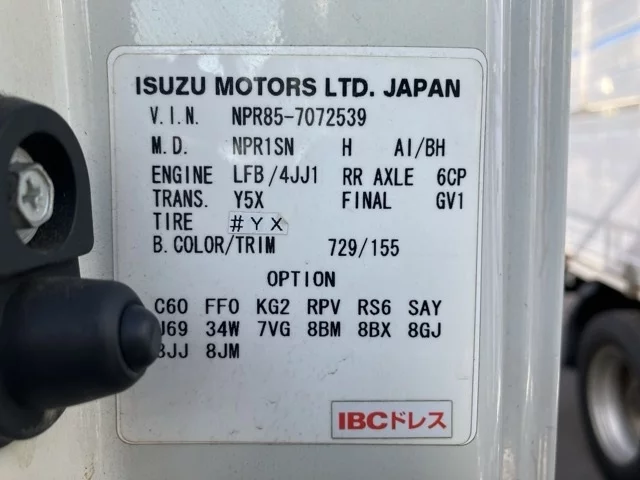 ISUZU MOTORS LTD. JAPAN
V.I.N. NPR85-7072539
M.D. NPR1SN H AI/BH
ENGINE LFB/4JJ1 RR AXLE 6CP
TRANS. Y5X FINAL GV1
TIRE #YX
B.COLOR/TRIM 729/155
OPTION
C60 FF0 KG2 RPV RS6 SAY
J69 34W 7VG 8BM 8BX 8GJ
8JJ 8JM
IBCドレス